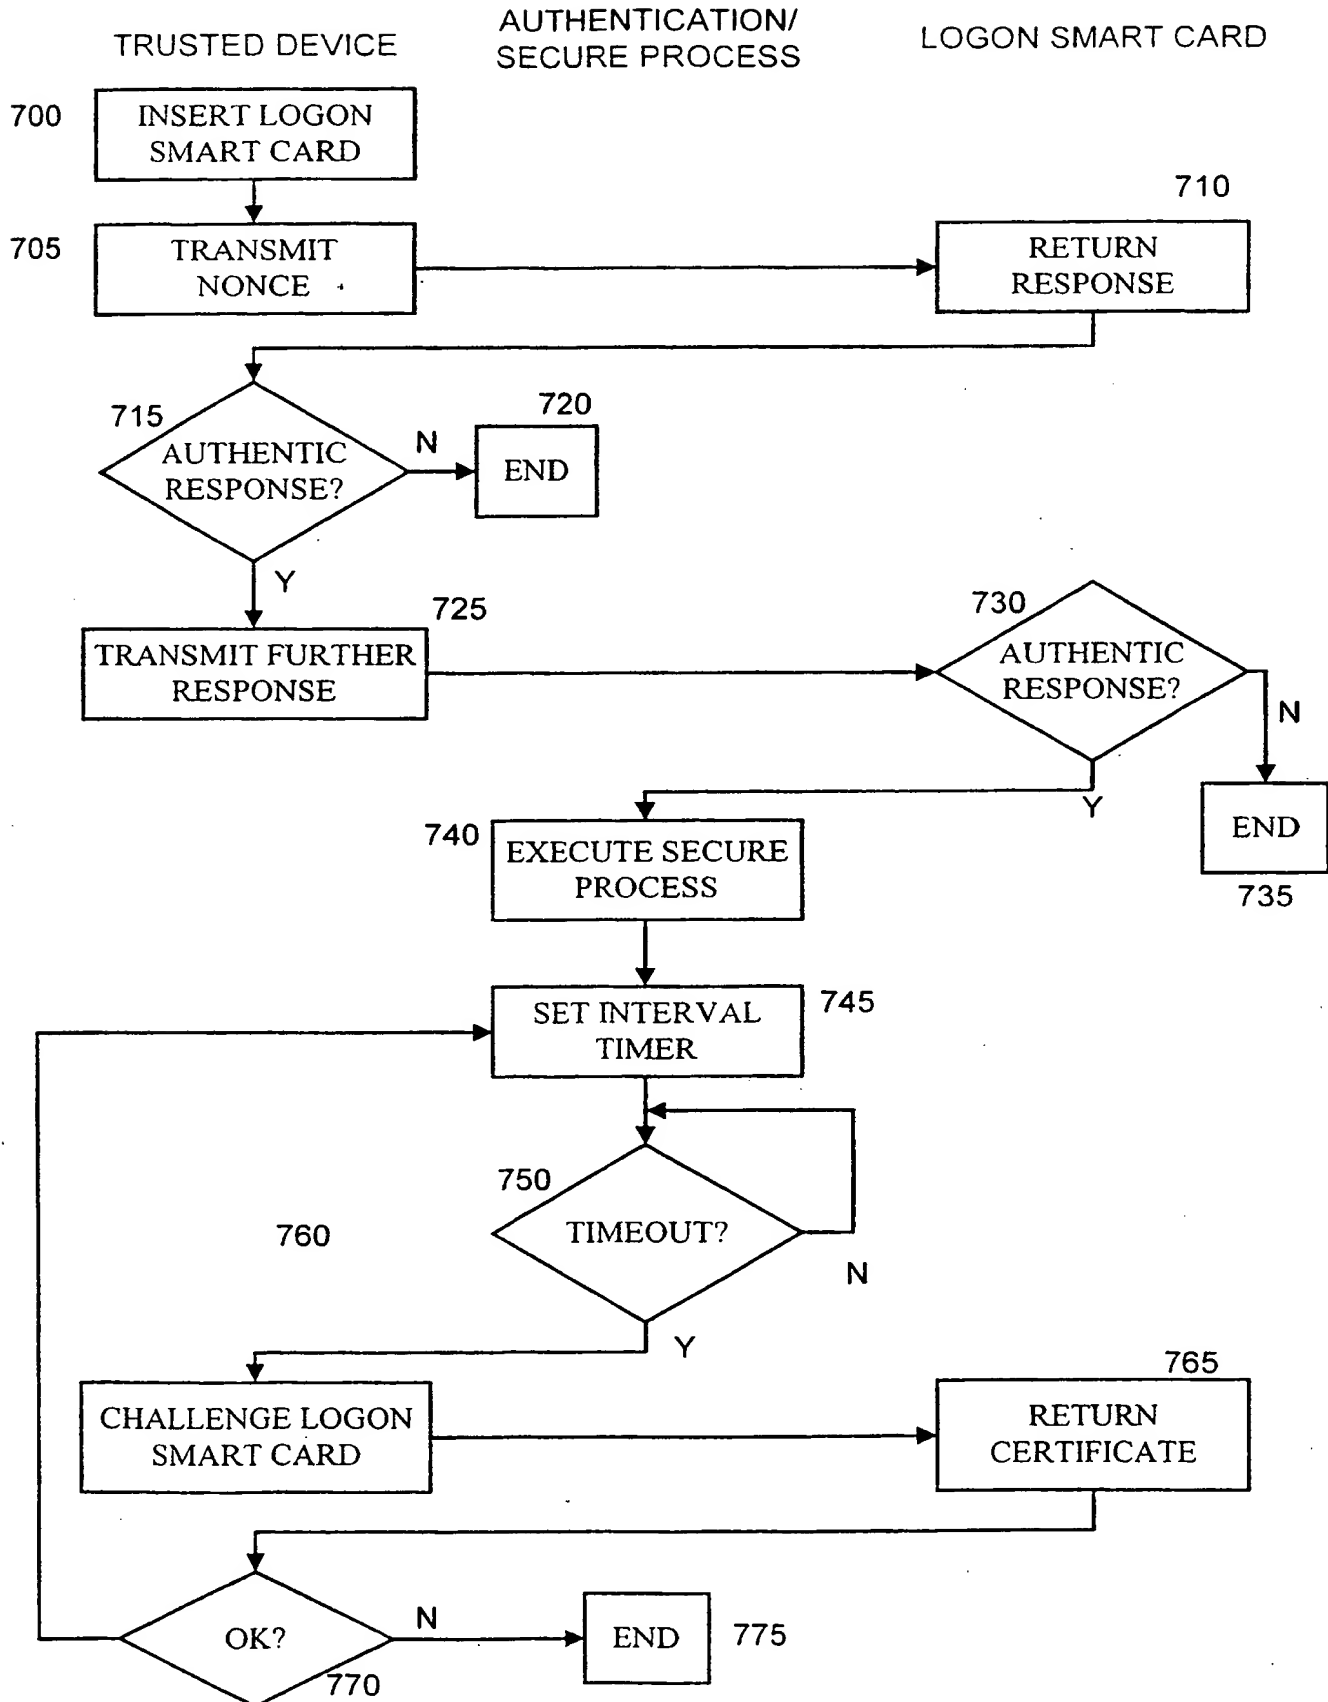 TRUSTED DEVICE
AUTHENTICATION/
SECURE PROCESS
LOGON SMART CARD
700
INSERT LOGON
SMART CARD
705
TRANSMIT
NONCE
710
RETURN
RESPONSE
715
AUTHENTIC
RESPONSE?
N
720
END
Y
725
TRANSMIT FURTHER
RESPONSE
730
AUTHENTIC
RESPONSE?
N
Y
END
735
740
EXECUTE SECURE
PROCESS
SET INTERVAL
TIMER
745
750
TIMEOUT?
N
Y
760
CHALLENGE LOGON
SMART CARD
765
RETURN
CERTIFICATE
OK?
770
N
END
775